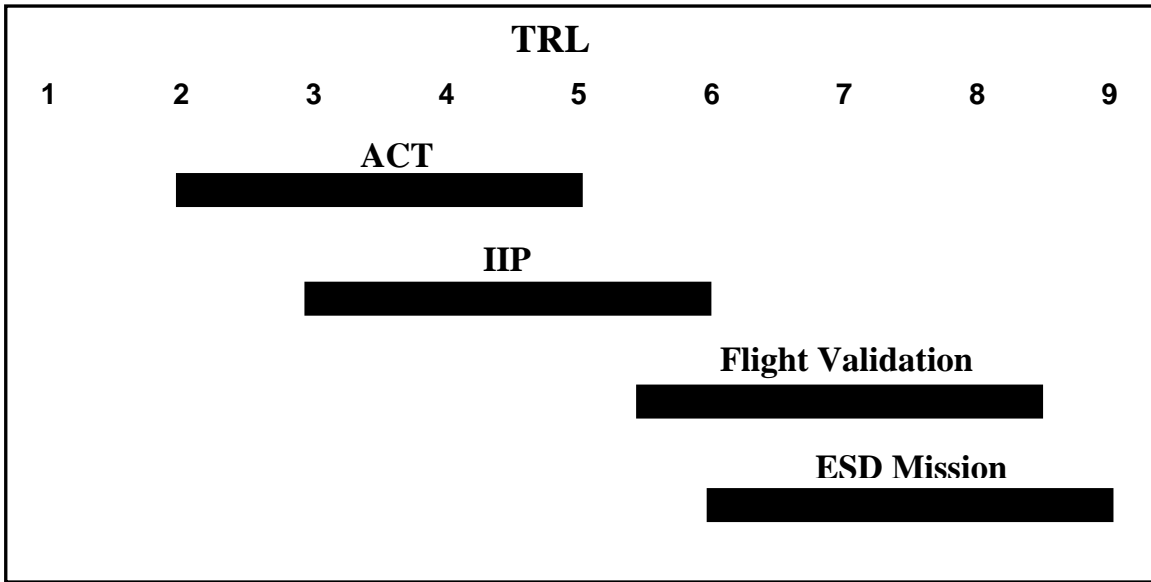 TRL
1 2 3 4 5 6 7 8 9
ACT
IIP
Flight Validation
ESD Mission